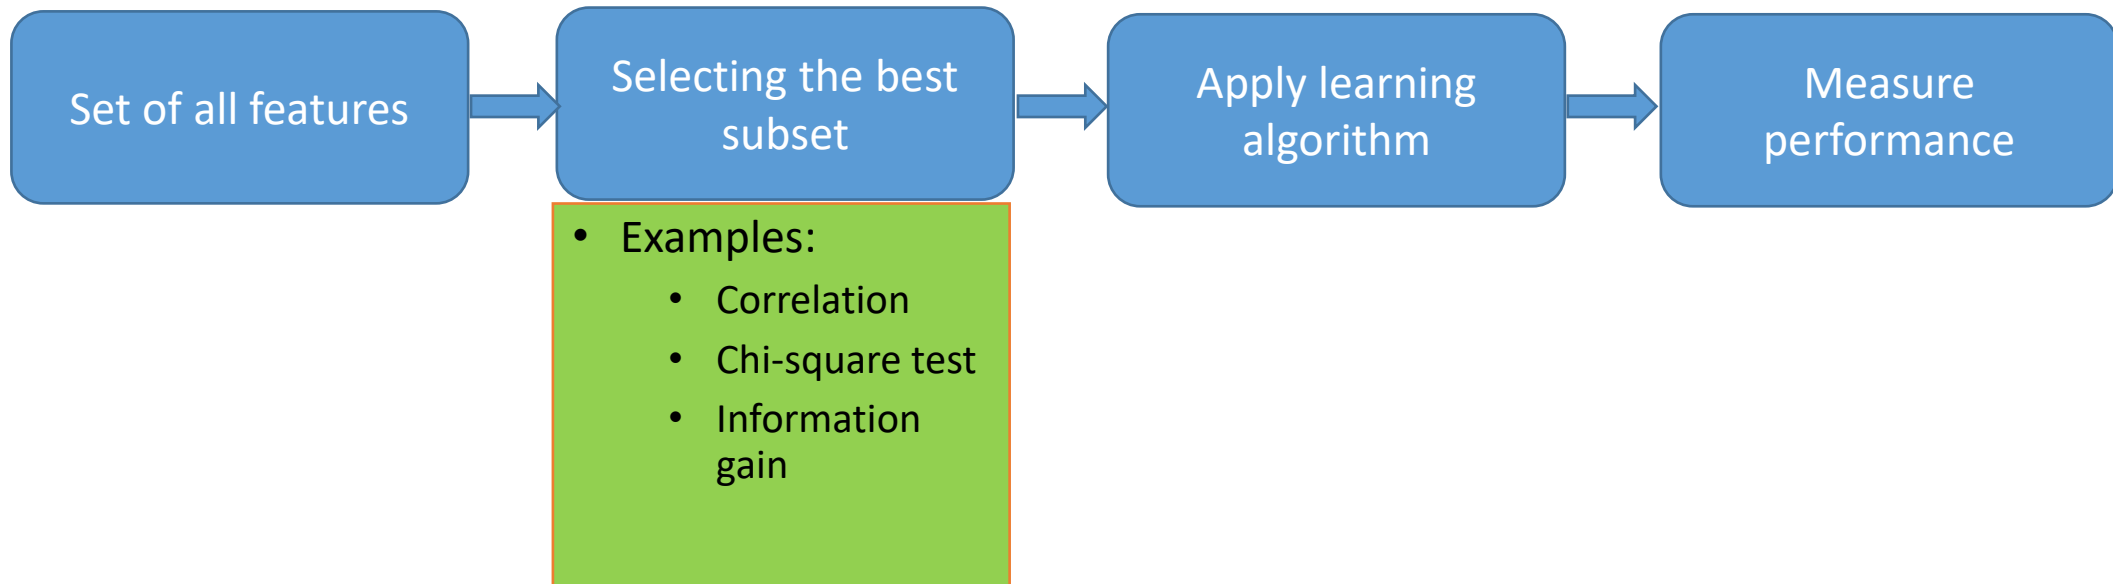 Set of all features
Selecting the best
subset
Apply learning
algorithm
Measure
performance
• Examples:
• Correlation
• Chi-square test
• Information
gain